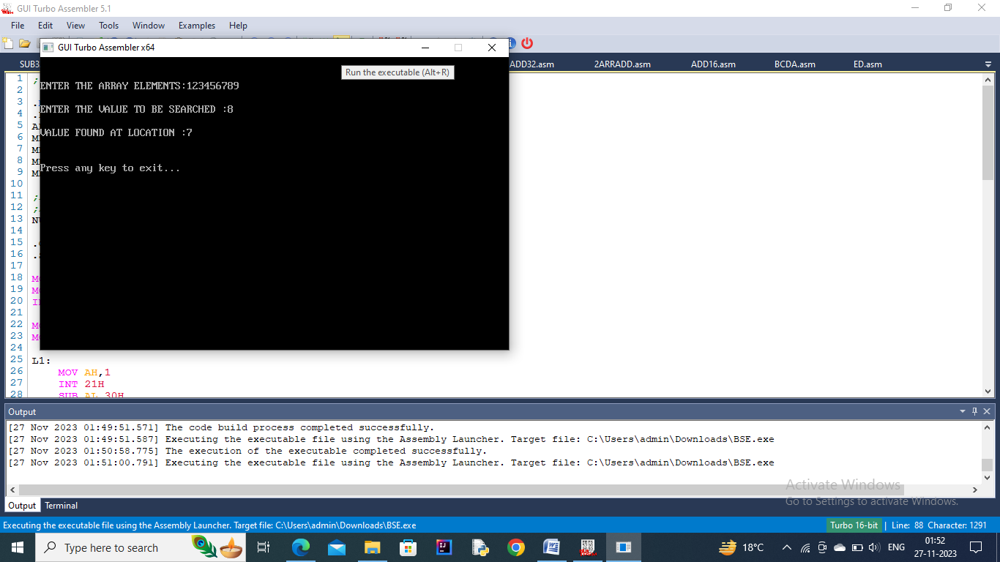 GUI Turbo Assembler 5.1
File Edit View Tools Window Examples Help
GUI Turbo Assembler x64
SUB3 ADD32.asm 2ARRADD.asm ADD16.asm BCDA.asm ED.asm
Run the executable (Alt+R)
ENTER THE ARRAY ELEMENTS:123456789
ENTER THE VALUE TO BE SEARCHED :8
VALUE FOUND AT LOCATION :7
Press any key to exit...
1 ;
2
3 .
4 .
5 A
6 M
7 M
8 M
9 M
10
11 ;
12 ;
13 N
14
15 .
16 .
17
18 M
19 M
20 I
21
22 M
23 M
24
25 L1:
26 MOV AH,1
27 INT 21H
28 SUB AL,30H
Output
[27 Nov 2023 01:49:51.571] The code build process completed successfully.
[27 Nov 2023 01:49:51.587] Executing the executable file using the Assembly Launcher. Target file: C:\Users\admin\Downloads\BSE.exe
[27 Nov 2023 01:50:58.775] The execution of the executable completed successfully.
[27 Nov 2023 01:51:00.791] Executing the executable file using the Assembly Launcher. Target file: C:\Users\admin\Downloads\BSE.exe
Activate Windows
Go to Settings to activate Windows.
Output Terminal
Executing the executable file using the Assembly Launcher. Target file: C:\Users\admin\Downloads\BSE.exe Turbo 16-bit Line: 88 Character: 1291
Type here to search 18°C ENG 01:52
27-11-2023